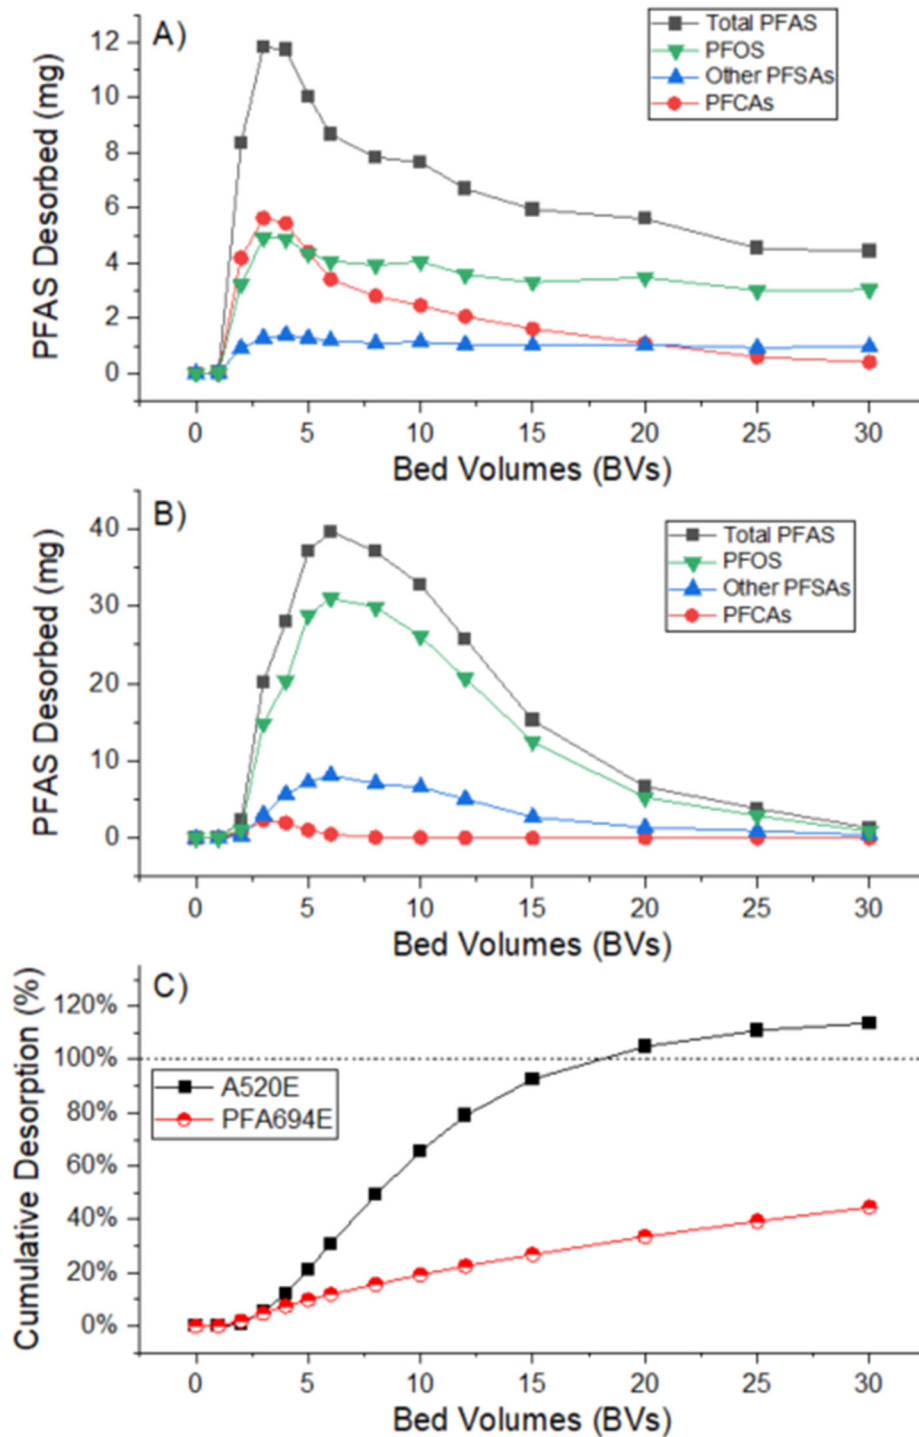 A)
Total PFAS
PFOS
Other PFSAs
PFCAs
12
10
8
6
4
2
0
PFAS Desorbed (mg)
0 5 10 15 20 25 30
Bed Volumes (BVs)
B)
Total PFAS
PFOS
Other PFSAs
PFCAs
40
30
20
10
0
PFAS Desorbed (mg)
0 5 10 15 20 25 30
Bed Volumes (BVs)
C)
A520E
PFA694E
120%
100%
80%
60%
40%
20%
0%
Cumulative Desorption (%)
0 5 10 15 20 25 30
Bed Volumes (BVs)